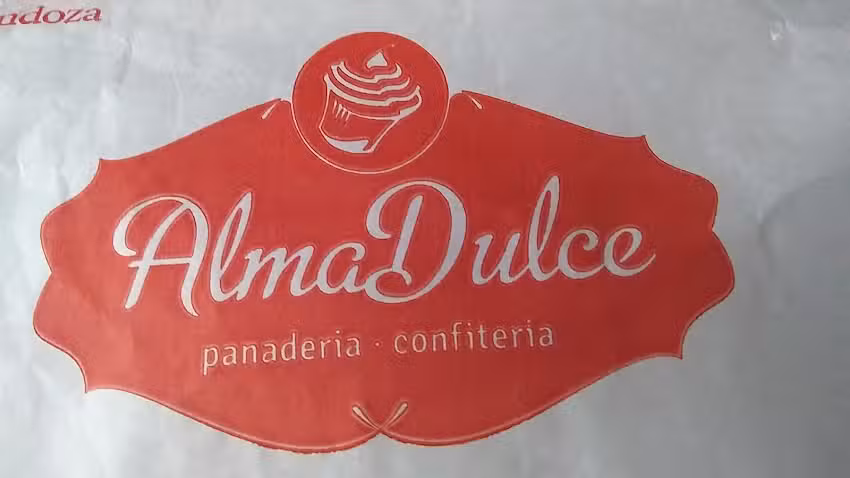 AlmaDulce
panaderia · confiteria